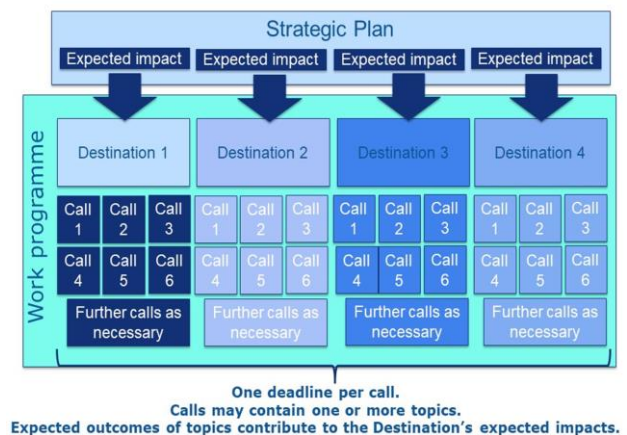 Strategic Plan
Expected impact Expected impact Expected impact Expected impact
Work programme
Destination 1 Destination 2 Destination 3 Destination 4
Call 1 Call 2 Call 3 Call 1 Call 2 Call 3 Call 1 Call 2 Call 3 Call 1 Call 2 Call 3
Call 4 Call 5 Call 6 Call 4 Call 5 Call 6 Call 4 Call 5 Call 6 Call 4 Call 5 Call 6
Further calls as necessary Further calls as necessary Further calls as necessary Further calls as necessary
One deadline per call.
Calls may contain one or more topics.
Expected outcomes of topics contribute to the Destination's expected impacts.